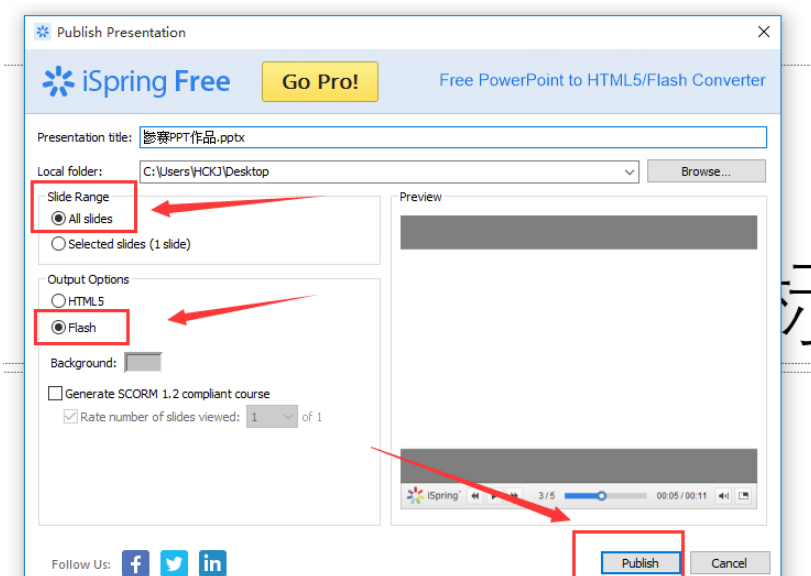 Publish Presentation
iSpring Free
Go Pro!
Free PowerPoint to HTML5/Flash Converter
Presentation title: 参赛PPT作品.pptx
Local folder: C:\Users\HCKJ\Desktop
Browse...
Slide Range
All slides
Selected slides (1 slide)
Preview
Output Options
HTML5
Flash
Background:
Generate SCORM 1.2 compliant course
Rate number of slides viewed: 1 of 1
iSpring
3/5
00:05 / 00:11
Follow Us:
f
in
Publish
Cancel